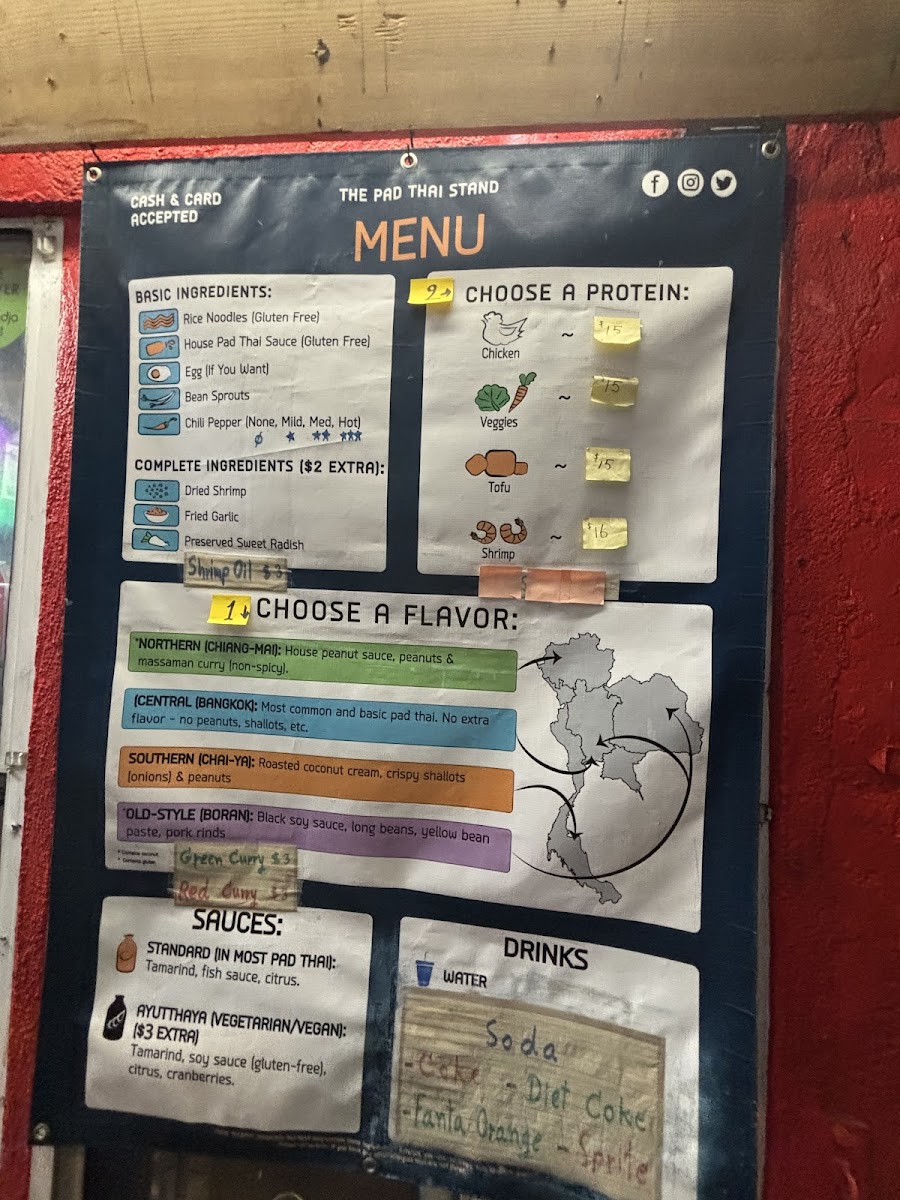 CASH & CARD
ACCEPTED
THE PAD THAI STAND
MENU
BASIC INGREDIENTS:
Rice Noodles (Gluten Free)
House Pad Thai Sauce (Gluten Free)
Egg (If You Want)
Bean Sprouts
Chili Pepper (None, Mild, Med, Hot)
COMPLETE INGREDIENTS ($2 EXTRA):
Dried Shrimp
Fried Garlic
Preserved Sweet Radish
Shrimp Oil $3
2→ CHOOSE A PROTEIN:
Chicken ~ $15
Veggies ~ $15
Tofu ~ $15
Shrimp ~ $16
1↓ CHOOSE A FLAVOR:
*NORTHERN (CHIANG-MAI): House peanut sauce, peanuts &
massaman curry (non-spicy).
(CENTRAL (BANGKOK): Most common and basic pad thai. No extra
flavor - no peanuts, shallots, etc.
SOUTHERN (CHAI-YA): Roasted coconut cream, crispy shallots
(onions) & peanuts
*OLD-STYLE (BORAN): Black soy sauce, long beans, yellow bean
paste, pork rinds
* Contains coconut
* Contains gluten
Green Curry $3
Red Curry $3
SAUCES:
STANDARD (IN MOST PAD THAI):
Tamarind, fish sauce, citrus.
AYUTTHAYA (VEGETARIAN/VEGAN):
($3 EXTRA)
Tamarind, soy sauce (gluten-free),
citrus, cranberries.
DRINKS
WATER
Soda
- Coke - Diet Coke
- Fanta Orange - Sprite